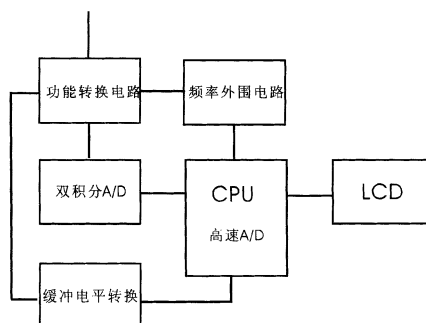 功能转换电路
频率外围电路
双积分A/D
CPU
高速A/D
LCD
缓冲电平转换